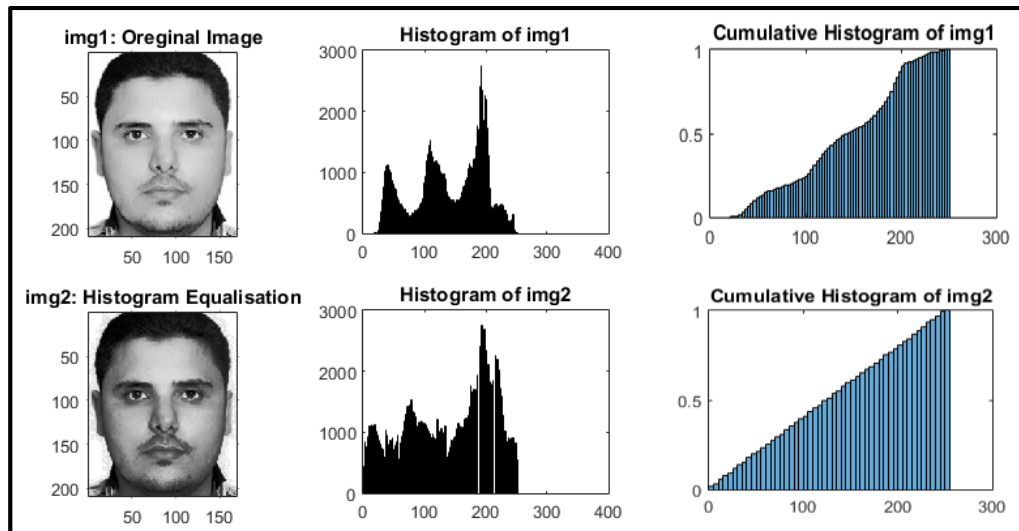 img1: Oreginal Image
50
100
150
200
50 100 150
Histogram of img1
3000
2000
1000
0
0 100 200 300 400
Cumulative Histogram of img1
1
0.5
0
0 100 200 300
img2: Histogram Equalisation
50
100
150
200
50 100 150
Histogram of img2
3000
2000
1000
0
0 100 200 300 400
Cumulative Histogram of img2
1
0.5
0
0 100 200 300